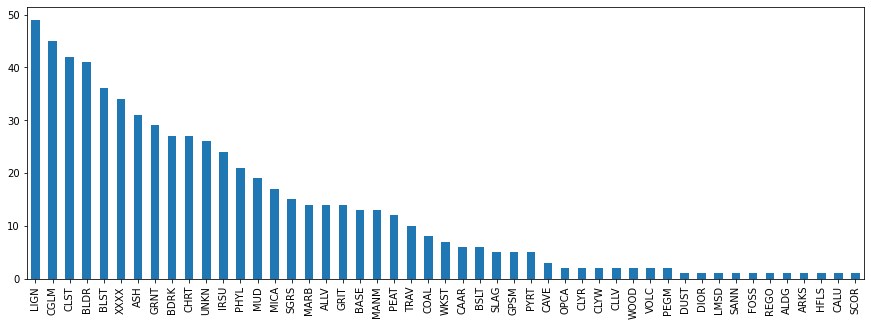 50
40
30
20
10
0
LIGN
CGLM
CLST
BLDR
BLST
XXXX
ASH
GRNT
BDRK
CHRT
UNKN
IRSU
PHYL
MUD
MICA
SGRS
MARB
ALLV
GRIT
BASE
MANM
PEAT
TRAV
COAL
WKST
CAAR
BSLT
SLAG
GPSM
PYRT
CAVE
OPCA
CLYR
CLYW
CLLV
WOOD
VOLC
PEGM
DUST
DIOR
LMSD
SANN
FOSS
REGO
ALDG
ARKS
HFLS
CALU
SCOR